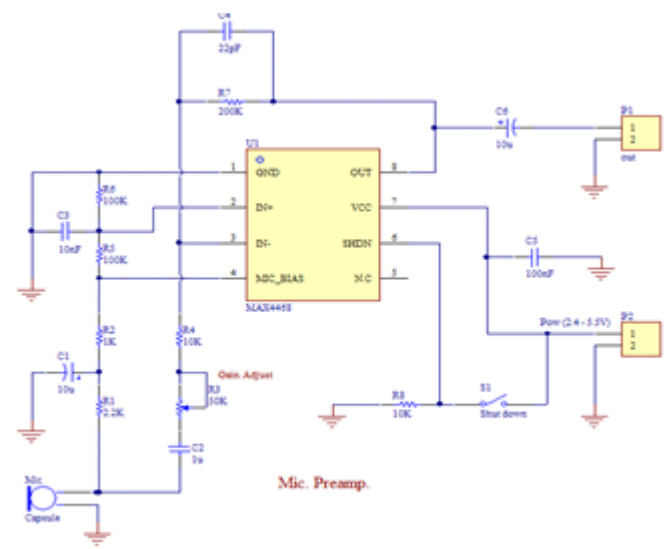 C4
22pF
R7
200K
C6
10u
P1
1
2
out
U1
1
GND
OUT
8
R6
100K
2
IN+
VCC
7
C3
10nF
R5
100K
3
IN-
SHDN
6
C5
100nF
4
MIC_BIAS
N.C
5
MAX4468
P2
R2
1K
R4
10K
Pow (2.4 - 5.5V)
1
2
C1
10u
Gain Adjust
R3
50K
R1
2.2K
R8
10K
S1
Shut down
C2
1u
Mic
Capsule
Mic. Preamp.